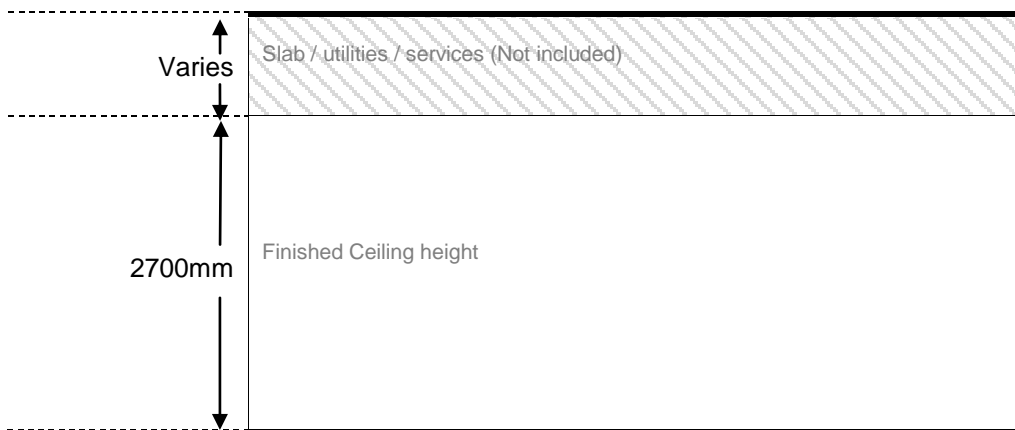 Varies
Slab / utilities / services (Not included)
Finished Ceiling height
2700mm